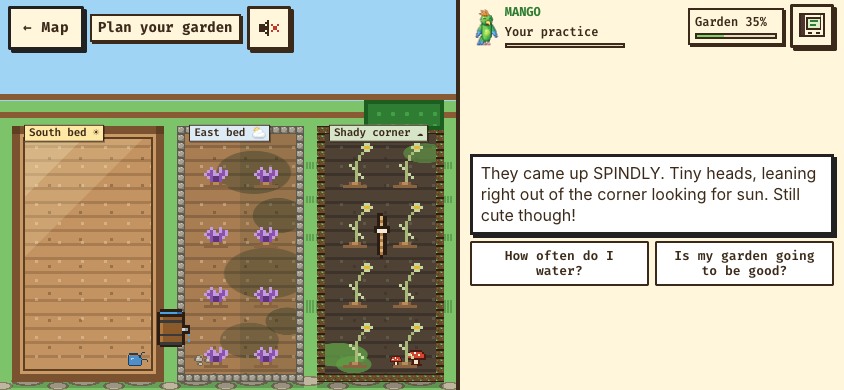 ← Map
Plan your garden
South bed
East bed
Shady corner
MANGO
Your practice
Garden 35%
They came up SPINDLY. Tiny heads, leaning
right out of the corner looking for sun. Still
cute though!
How often do I
water?
Is my garden going
to be good?